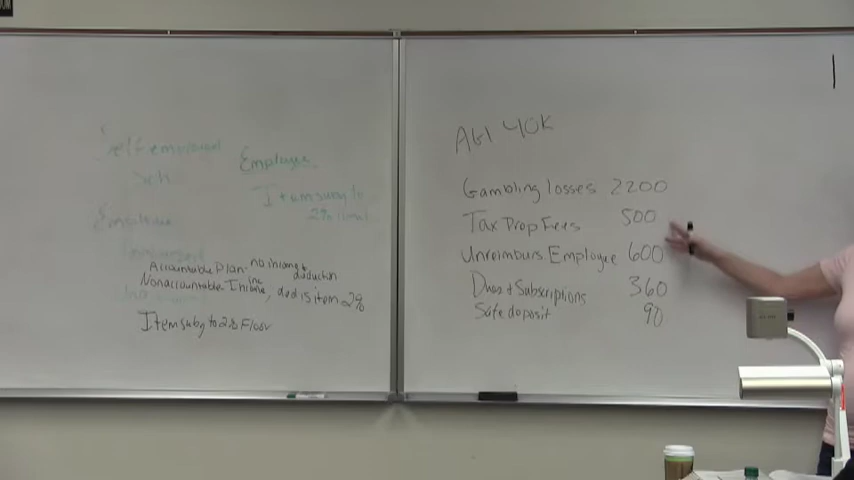 Self employed
Sch
Employee
Employee
Item subj to
2%
Accountable Plan- no income + deduction
Nonaccountable Income, ded is item 2%
Item subj to 2% Floor
AGI 40K
Gambling losses 2200
Tax Prep Fees 500
Unreimburs. Employee 600
Dues + Subscriptions 360
Safe deposit 90